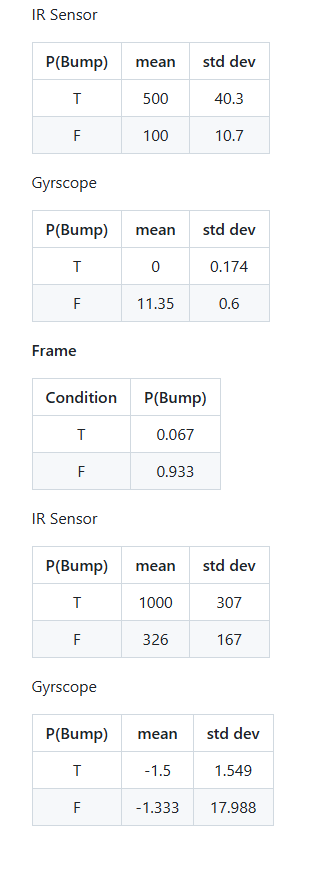 IR Sensor
P(Bump) mean std dev
T 500 40.3
F 100 10.7
Gyrscope
P(Bump) mean std dev
T 0 0.174
F 11.35 0.6
Frame
Condition P(Bump)
T 0.067
F 0.933
IR Sensor
P(Bump) mean std dev
T 1000 307
F 326 167
Gyrscope
P(Bump) mean std dev
T -1.5 1.549
F -1.333 17.988